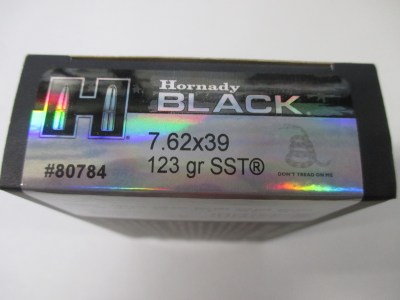 Hornady
BLACK
7.62x39
#80784
123 gr SST®
DON'T TREAD ON ME